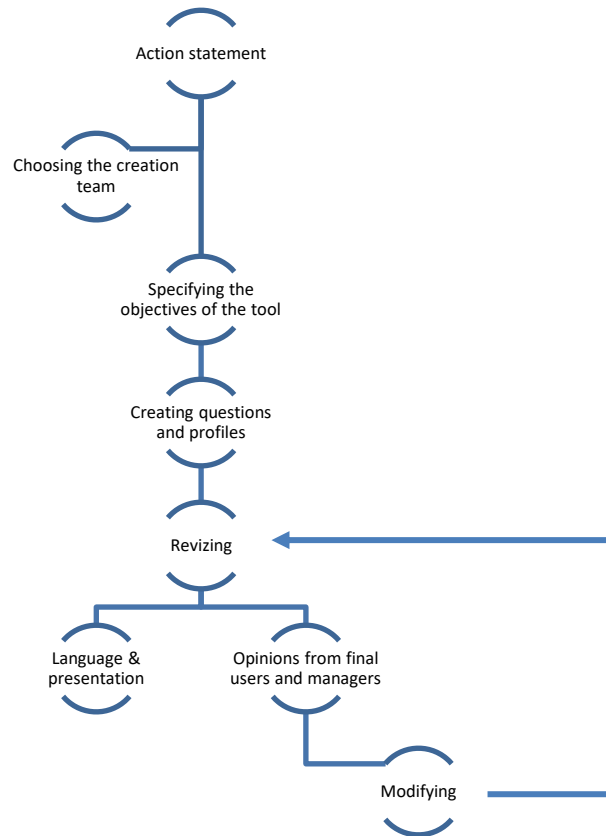 Action statement
Choosing the creation
team
Specifying the
objectives of the tool
Creating questions
and profiles
Revizing
Language &
presentation
Opinions from final
users and managers
Modifying